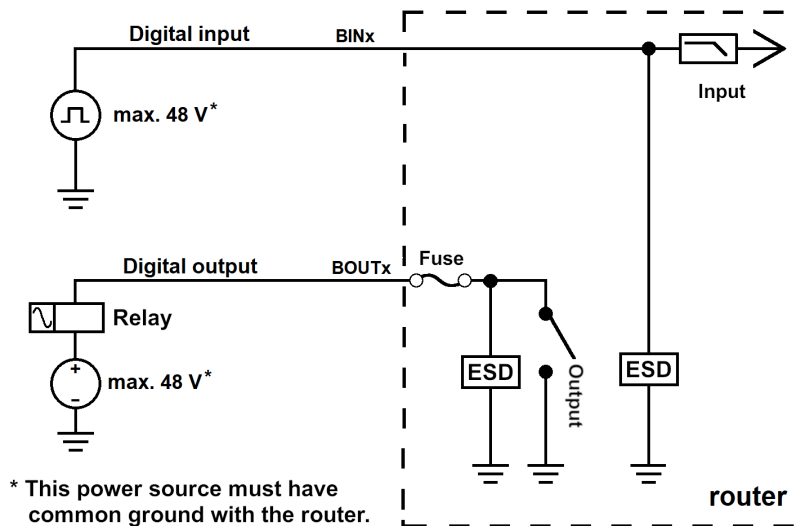 Digital input
BINx
Input
max. 48 V*
Digital output
BOUTx
Fuse
Relay
+
max. 48 V*
−
ESD
Output
ESD
* This power source must have
common ground with the router.
router